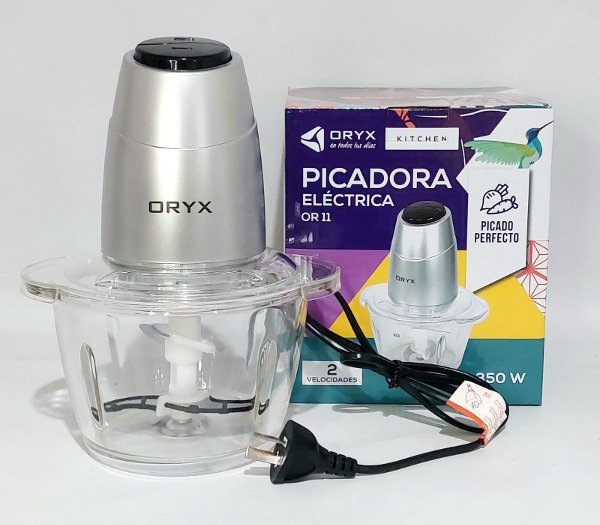 ORYX
ORYX
en todos tus días
KITCHEN
PICADORA
ELÉCTRICA
OR 11
PICADO
PERFECTO
ORYX
2
VELOCIDADES
350 W